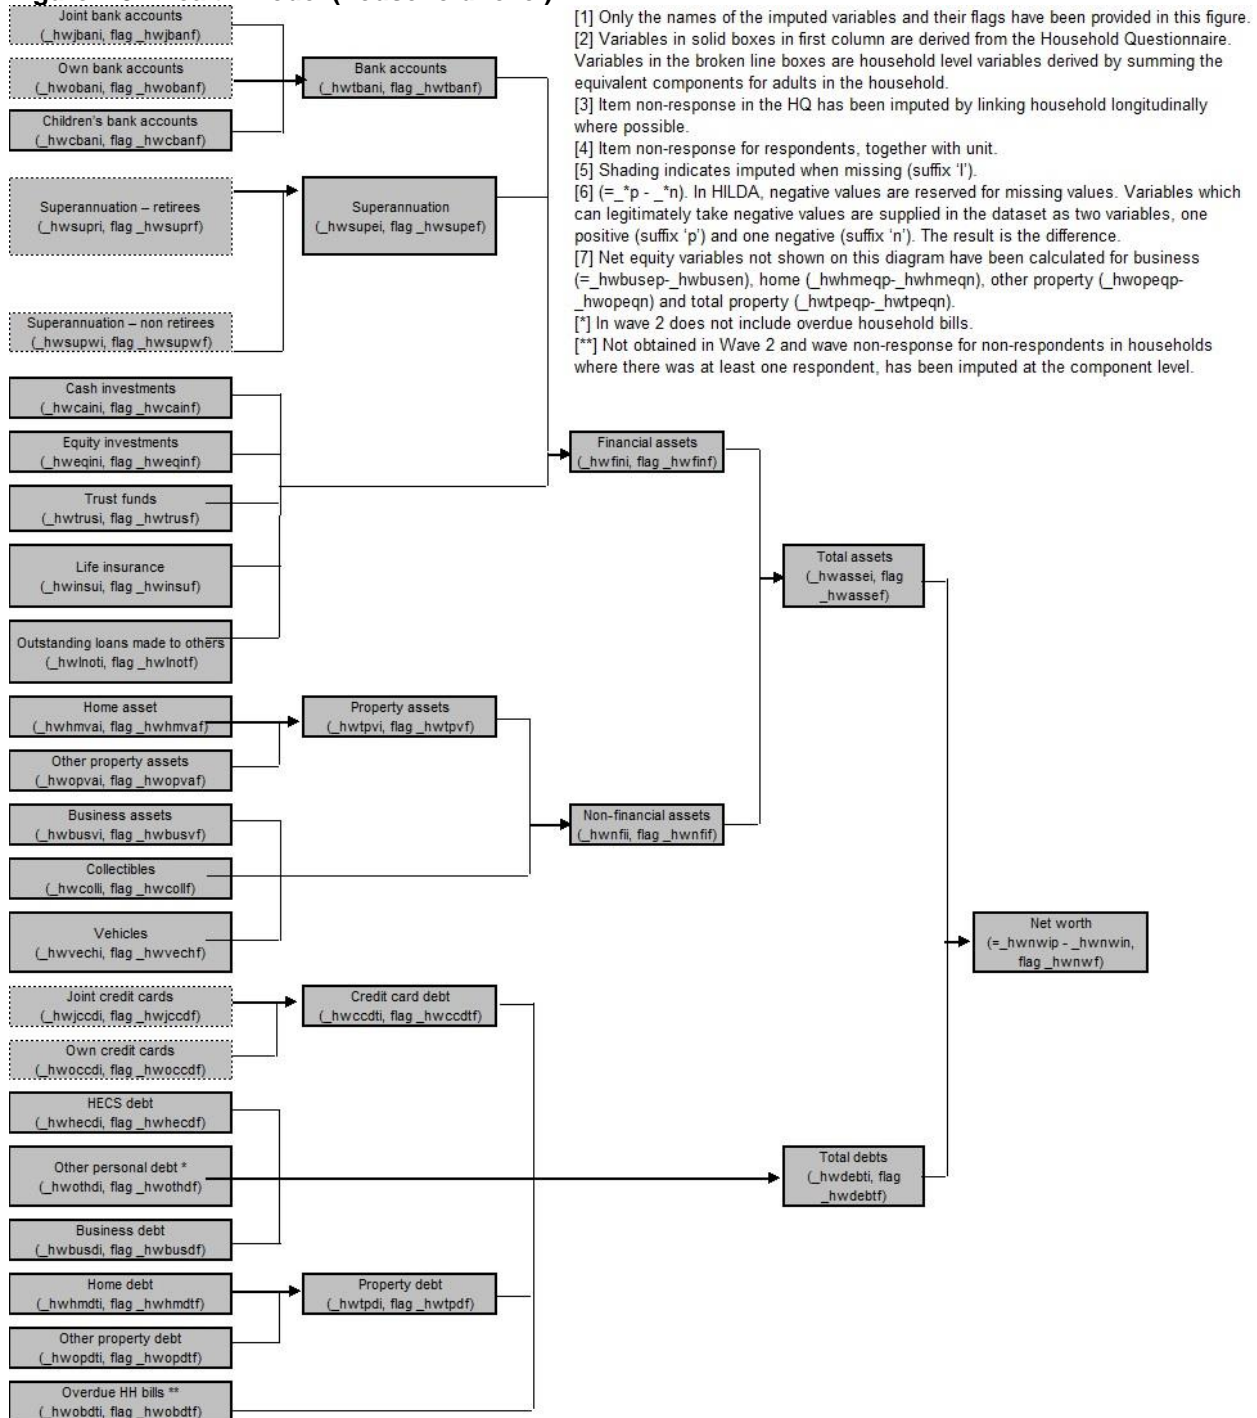 Joint bank accounts
(_hwjbani, flag _hwjbanf)
Own bank accounts
(_hwobani, flag _hwobanf)
Children's bank accounts
(_hwcbani, flag _hwcbanf)
Bank accounts
(_hwtbani, flag _hwtbanf)
Superannuation – retirees
(_hwsupri, flag _hwsuprf)
Superannuation
(_hwsupei, flag _hwsupef)
Superannuation – non retirees
(_hwsupwi, flag _hwsupwf)
[1] Only the names of the imputed variables and their flags have been provided in this figure.
[2] Variables in solid boxes in first column are derived from the Household Questionnaire.
Variables in the broken line boxes are household level variables derived by summing the
equivalent components for adults in the household.
[3] Item non-response in the HQ has been imputed by linking household longitudinally
where possible.
[4] Item non-response for respondents, together with unit.
[5] Shading indicates imputed when missing (suffix 'I').
[6] (=_*p - _*n). In HILDA, negative values are reserved for missing values. Variables which
can legitimately take negative values are supplied in the dataset as two variables, one
positive (suffix 'p') and one negative (suffix 'n'). The result is the difference.
[7] Net equity variables not shown on this diagram have been calculated for business
(=_hwbusep-_hwbusen), home (_hwhmeqp-_hwhmeqn), other property (_hwopeqp-
_hwopeqn) and total property (_hwtpeqp-_hwtpeqn).
[*] In wave 2 does not include overdue household bills.
[**] Not obtained in Wave 2 and wave non-response for non-respondents in households
where there was at least one respondent, has been imputed at the component level.
Cash investments
(_hwcaini, flag _hwcainf)
Equity investments
(_hweqini, flag _hweqinf)
Trust funds
(_hwtrusi, flag _hwtrusf)
Life insurance
(_hwinsui, flag _hwinsuf)
Outstanding loans made to others
(_hwlnoti, flag _hwlnotf)
Financial assets
(_hwfini, flag _hwfinf)
Total assets
(_hwassei, flag
_hwassef)
Home asset
(_hwhmvai, flag _hwhmvaf)
Other property assets
(_hwopvai, flag _hwopvaf)
Property assets
(_hwtpvi, flag _hwtpvf)
Business assets
(_hwbusvi, flag _hwbusvf)
Collectibles
(_hwcolli, flag _hwcollf)
Vehicles
(_hwvechi, flag _hwvechf)
Non-financial assets
(_hwnfii, flag _hwnfif)
Net worth
(=_hwnwip - _hwnwin,
flag _hwnwf)
Joint credit cards
(_hwjccdi, flag _hwjccdf)
Own credit cards
(_hwoccdi, flag _hwoccdf)
Credit card debt
(_hwccdti, flag _hwccdtf)
HECS debt
(_hwhecdi, flag _hwhecdf)
Other personal debt *
(_hwothdi, flag _hwothdf)
Business debt
(_hwbusdi, flag _hwbusdf)
Total debts
(_hwdebti, flag
_hwdebtf)
Home debt
(_hwhmdti, flag _hwhmdtf)
Other property debt
(_hwopdti, flag _hwopdtf)
Property debt
(_hwtpdi, flag _hwtpdf)
Overdue HH bills **
(_hwobdti, flag _hwobdtf)